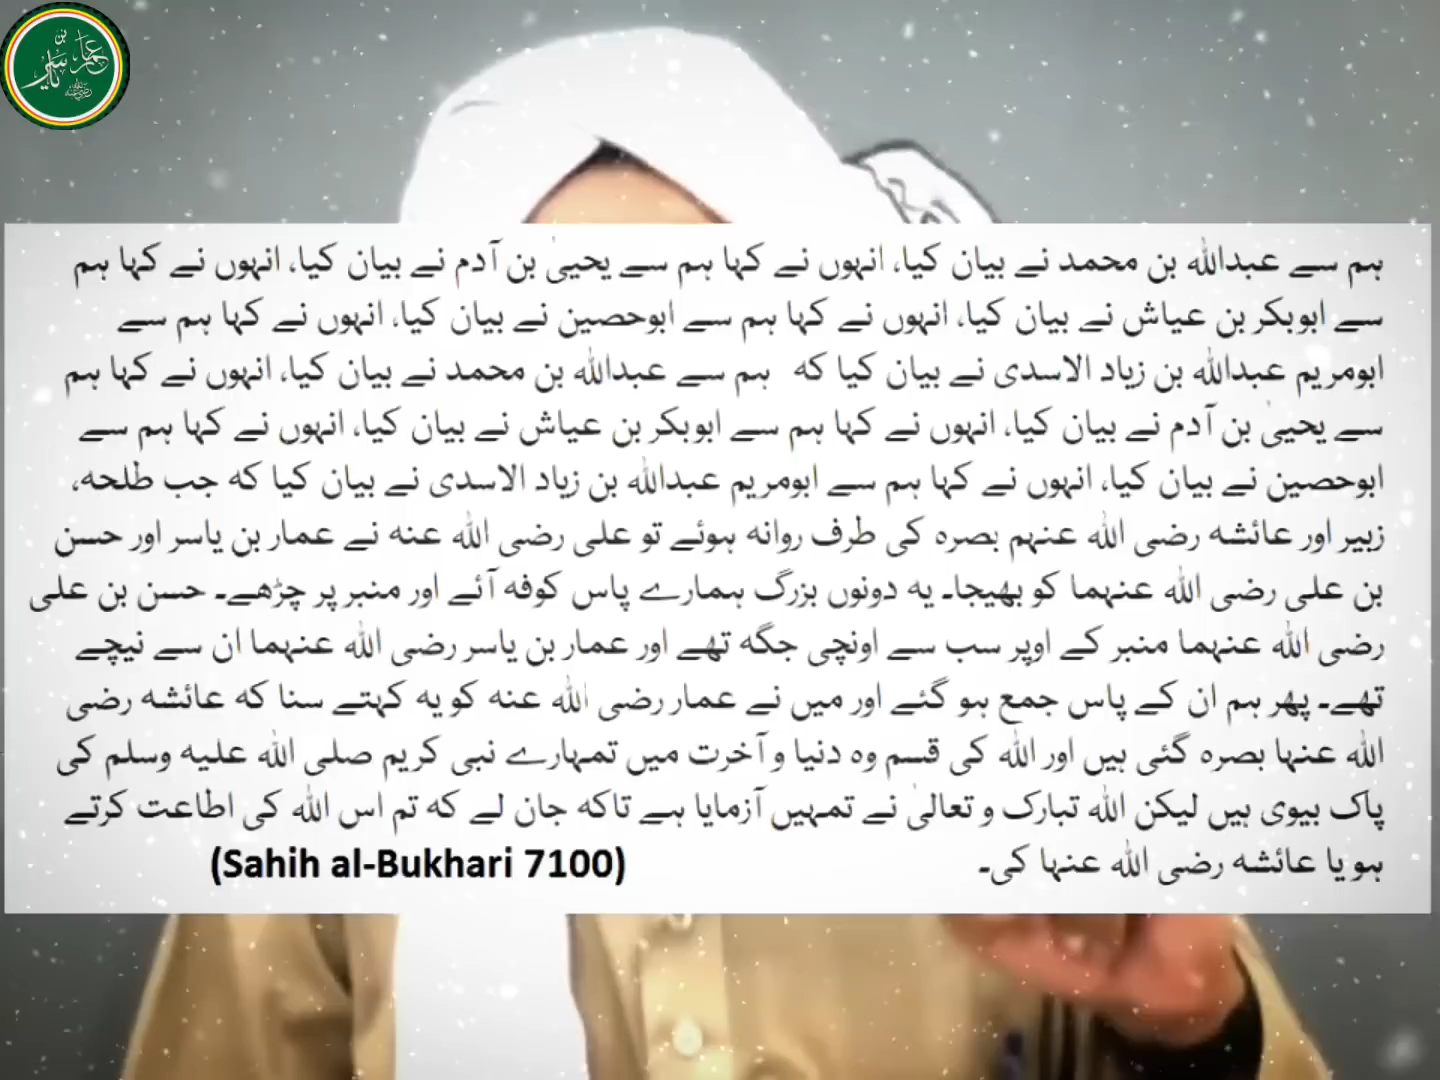 عمار بن یاسر
ہم سے عبداللہ بن محمد نے بیان کیا، انہوں نے کہا ہم سے یحییٰ بن آدم نے بیان کیا، انہوں نے کہا ہم
سے ابوبکر بن عیاش نے بیان کیا، انہوں نے کہا ہم سے ابوحصین نے بیان کیا، انہوں نے کہا ہم سے
ابومریم عبداللہ بن زیاد الاسدی نے بیان کیا کہ ہم سے عبداللہ بن محمد نے بیان کیا، انہوں نے کہا ہم
سے یحییٰ بن آدم نے بیان کیا، انہوں نے کہا ہم سے ابوبکر بن عیاش نے بیان کیا، انہوں نے کہا ہم سے
ابوحصین نے بیان کیا، انہوں نے کہا ہم سے ابومریم عبداللہ بن زیاد الاسدی نے بیان کیا کہ جب طلحہ،
زبیر اور عائشہ رضی اللہ عنہم بصرہ کی طرف روانہ ہوئے تو علی رضی اللہ عنہ نے عمار بن یاسر اور حسن
بن علی رضی اللہ عنہما کو بھیجا۔ یہ دونوں بزرگ ہمارے پاس کوفہ آئے اور منبر پر چڑھے۔ حسن بن علی
رضی اللہ عنہما منبر کے اوپر سب سے اونچی جگہ تھے اور عمار بن یاسر رضی اللہ عنہما ان سے نیچے
تھے۔ پھر ہم ان کے پاس جمع ہو گئے اور میں نے عمار رضی اللہ عنہ کو یہ کہتے سنا کہ عائشہ رضی
اللہ عنہا بصرہ گئی ہیں اور اللہ کی قسم وہ دنیا و آخرت میں تمہارے نبی کریم صلی اللہ علیہ وسلم کی
پاک بیوی ہیں لیکن اللہ تبارک و تعالیٰ نے تمہیں آزمایا ہے تاکہ جان لے کہ تم اس اللہ کی اطاعت کرتے
ہو یا عائشہ رضی اللہ عنہا کی۔ (Sahih al-Bukhari 7100)